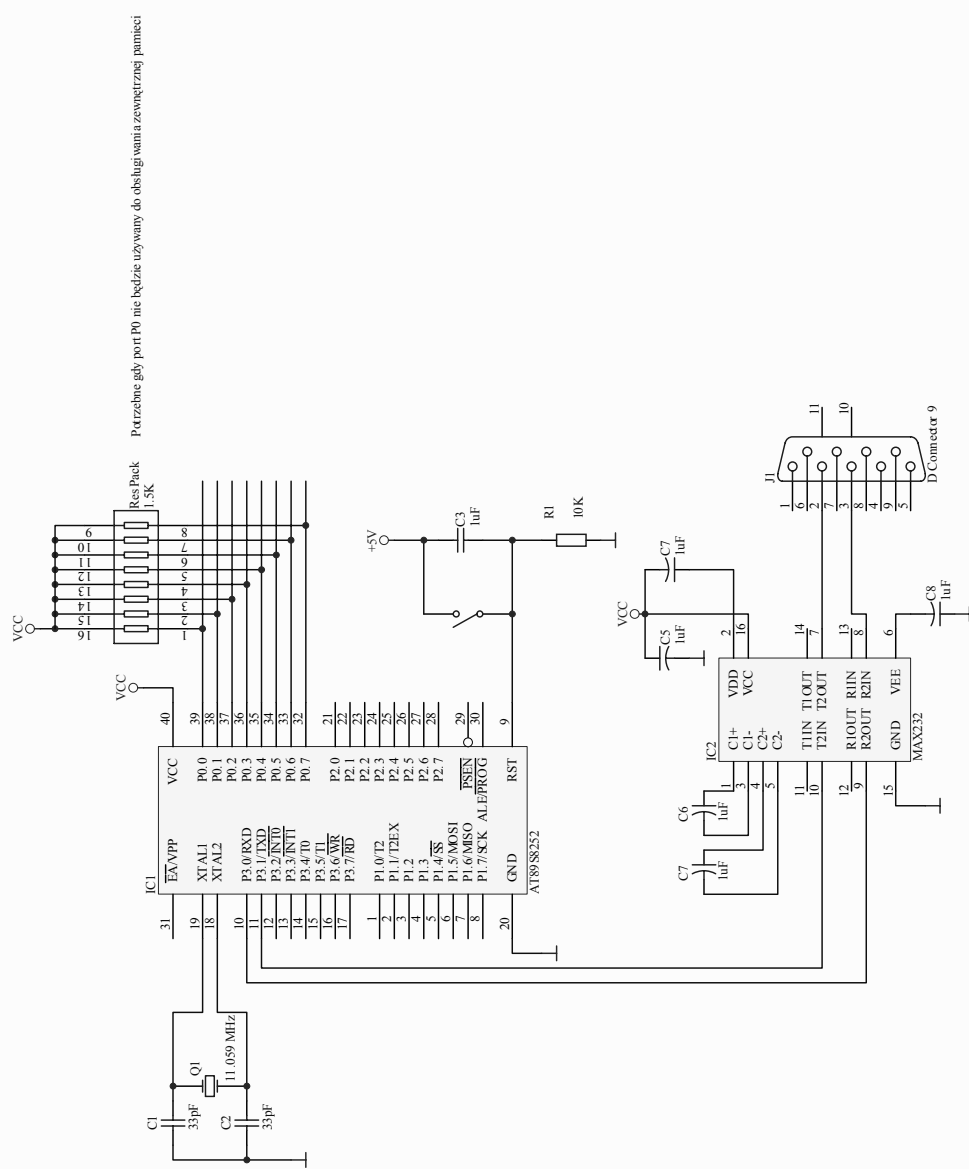 Potrzebne gdy port P0 nie będzie używany do obsługiwania zewnętrznej pamieci
VCC
16
15
14
13
12
11
10
9
1
2
3
4
5
6
7
8
Res Pack
1.5K
VCC
+5V
C3
1uF
R1
10K
IC1
AT89S8252
31
EA/VPP
19
XTAL1
18
XTAL2
10
P3.0/RXD
11
P3.1/TXD
12
P3.2/INT0
13
P3.3/INT1
14
P3.4/T0
15
P3.5/T1
16
P3.6/WR
17
P3.7/RD
1
P1.0/T2
2
P1.1/T2EX
3
P1.2
4
P1.3
5
P1.4/SS
6
P1.5/MOSI
7
P1.6/MISO
8
P1.7/SCK
20
GND
VCC
40
P0.0
39
P0.1
38
P0.2
37
P0.3
36
P0.4
35
P0.5
34
P0.6
33
P0.7
32
P2.0
21
P2.1
22
P2.2
23
P2.3
24
P2.4
25
P2.5
26
P2.6
27
P2.7
28
PSEN
29
ALE/PROG
30
RST
9
C1
33pF
C2
33pF
Q1
11.059 MHz
VCC
C7
1uF
C5
1uF
C6
1uF
C7
1uF
C8
1uF
IC2
MAX232
1
C1+
3
C1-
4
C2+
5
C2-
11
T1IN
10
T2IN
12
R1OUT
9
R2OUT
15
GND
VDD
2
VCC
16
T1OUT
14
T2OUT
7
R1IN
13
R2IN
8
VEE
6
J1
D Connector 9
1
6
2
7
3
8
4
9
5
11
10